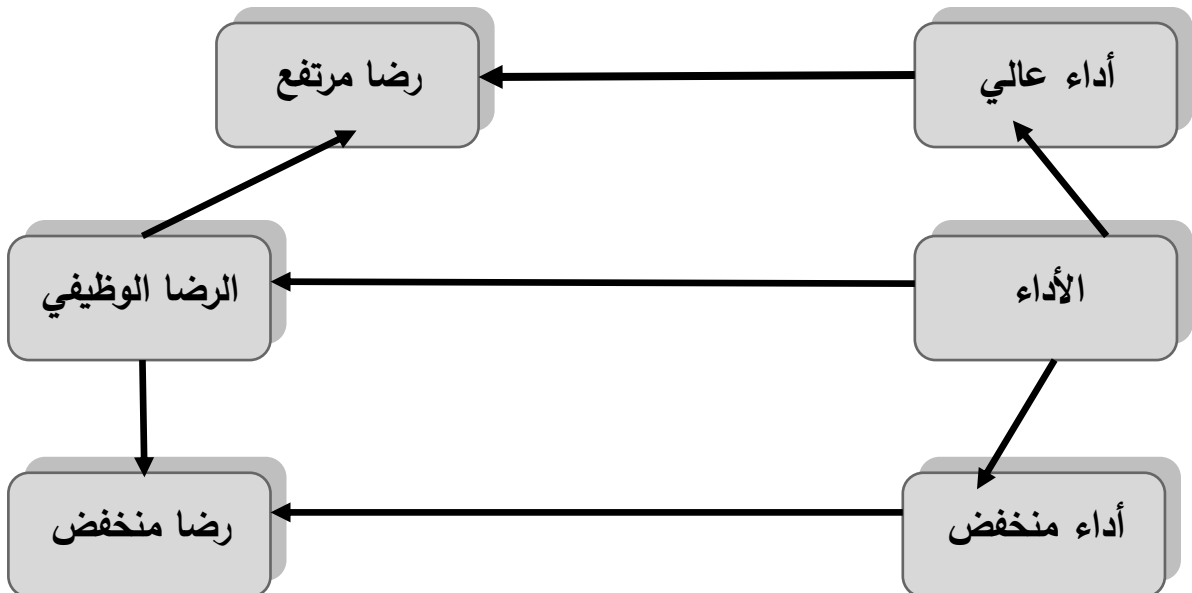 أداء عالي
رضا مرتفع
الأداء
الرضا الوظيفي
أداء منخفض
رضا منخفض